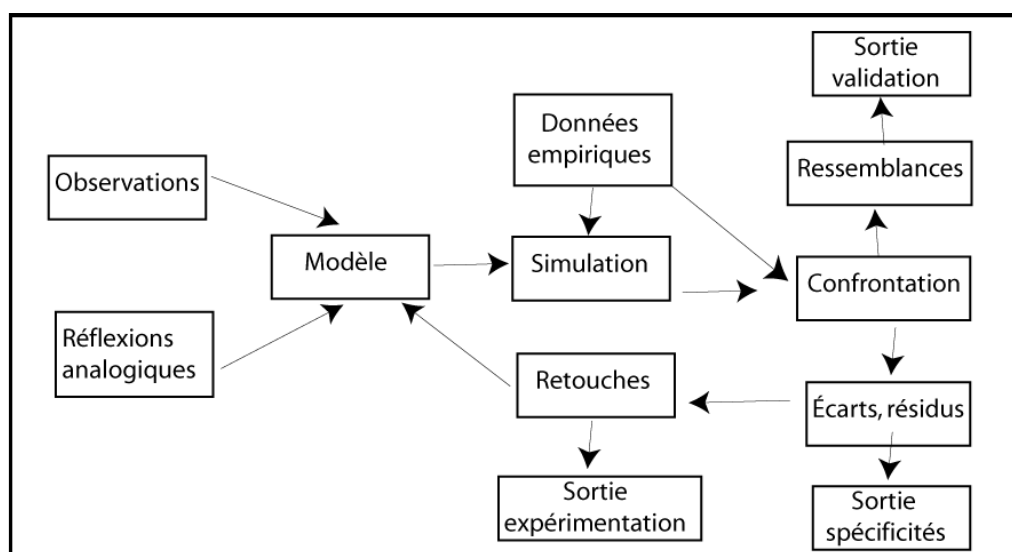 Sortie
validation
Données
empiriques
Observations
Ressemblances
Modèle
Simulation
Confrontation
Réflexions
analogiques
Retouches
Écarts, résidus
Sortie
expérimentation
Sortie
spécificités